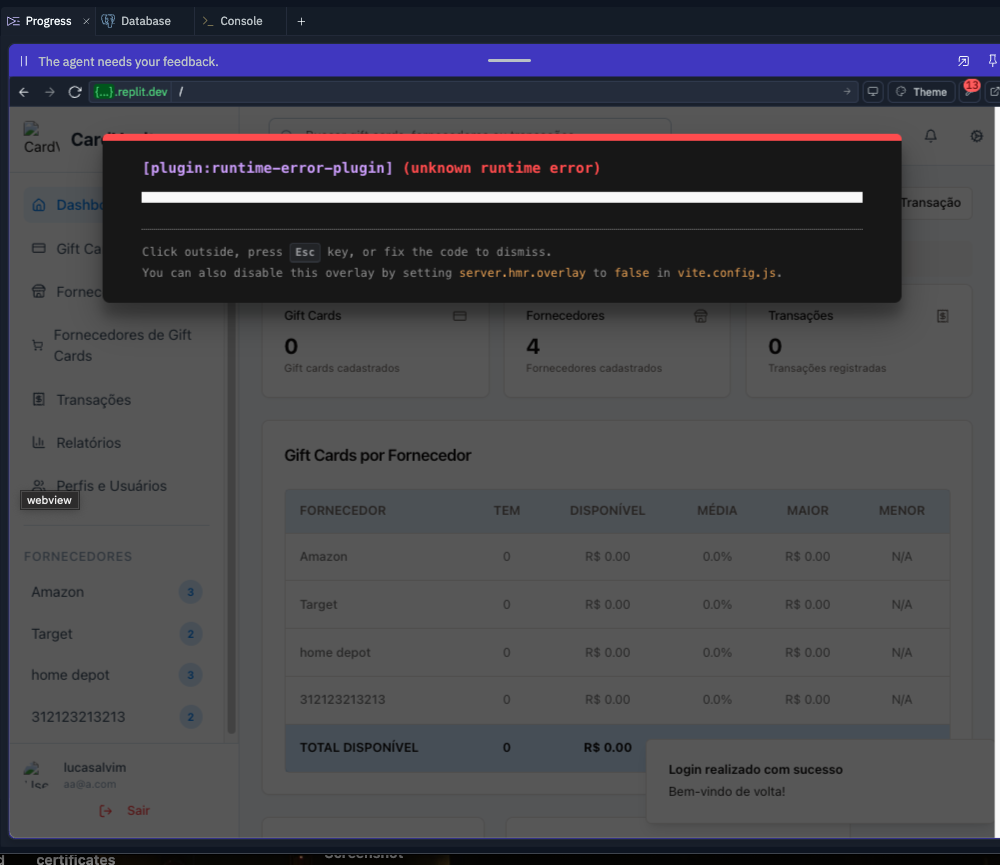 Progress
Database
Console
The agent needs your feedback.
{...}.replit.dev /
Theme
13
Card\
[plugin:runtime-error-plugin] (unknown runtime error)
Click outside, press Esc key, or fix the code to dismiss.
You can also disable this overlay by setting server.hmr.overlay to false in vite.config.js.
Dashbo
Transação
Gift Ca
Fornec
Fornecedores de Gift
Cards
Transações
Relatórios
Perfis e Usuários
webview
FORNECEDORES
Amazon 3
Target 2
home depot 3
312123213213 2
lucasalvim
aa@a.com
Sair
Gift Cards
0
Gift cards cadastrados
Fornecedores
4
Fornecedores cadastrados
Transações
0
Transações registradas
Gift Cards por Fornecedor
FORNECEDOR TEM DISPONÍVEL MÉDIA MAIOR MENOR
Amazon 0 R$ 0.00 0.0% R$ 0.00 N/A
Target 0 R$ 0.00 0.0% R$ 0.00 N/A
home depot 0 R$ 0.00 0.0% R$ 0.00 N/A
312123213213 0 R$ 0.00 0.0% R$ 0.00 N/A
TOTAL DISPONÍVEL 0 R$ 0.00
Login realizado com sucesso
Bem-vindo de volta!
certificates